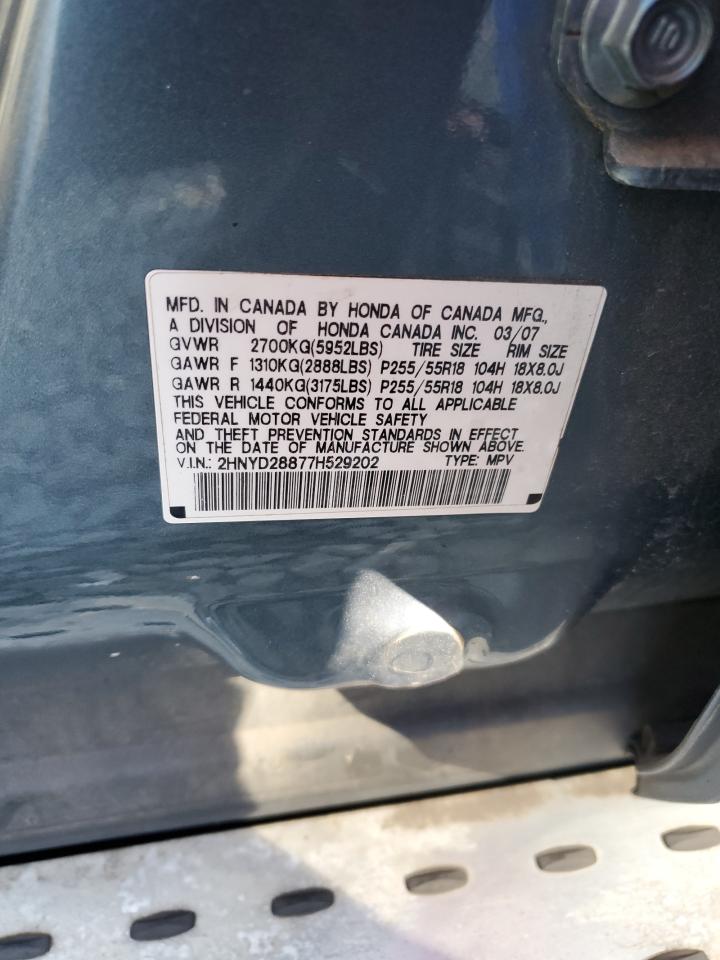 10
MFD. IN CANADA BY HONDA OF CANADA MFG.,
A DIVISION OF HONDA CANADA INC. 03/07
GVWR 2700KG(5952LBS) TIRE SIZE RIM SIZE
GAWR F 1310KG(2888LBS) P255/55R18 104H 18X8.0J
GAWR R 1440KG(3175LBS) P255/55R18 104H 18X8.0J
THIS VEHICLE CONFORMS TO ALL APPLICABLE
FEDERAL MOTOR VEHICLE SAFETY
AND THEFT PREVENTION STANDARDS IN EFFECT
ON THE DATE OF MANUFACTURE SHOWN ABOVE.
V.I.N.: 2HNYD28877H529202 TYPE: MPV